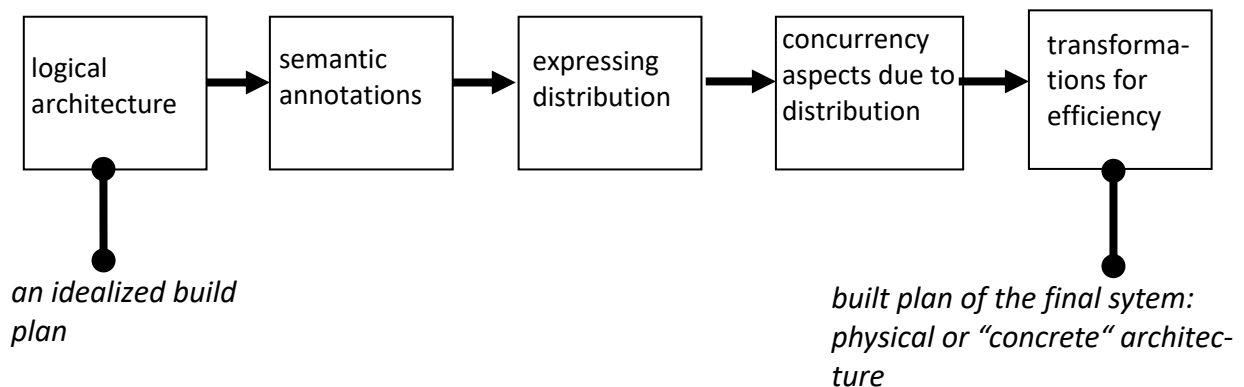 logical
architecture
semantic
annotations
expressing
distribution
concurrency
aspects due to
distribution
transforma-
tions for
efficiency
an idealized build
plan
built plan of the final sytem:
physical or “concrete“ architec-
ture